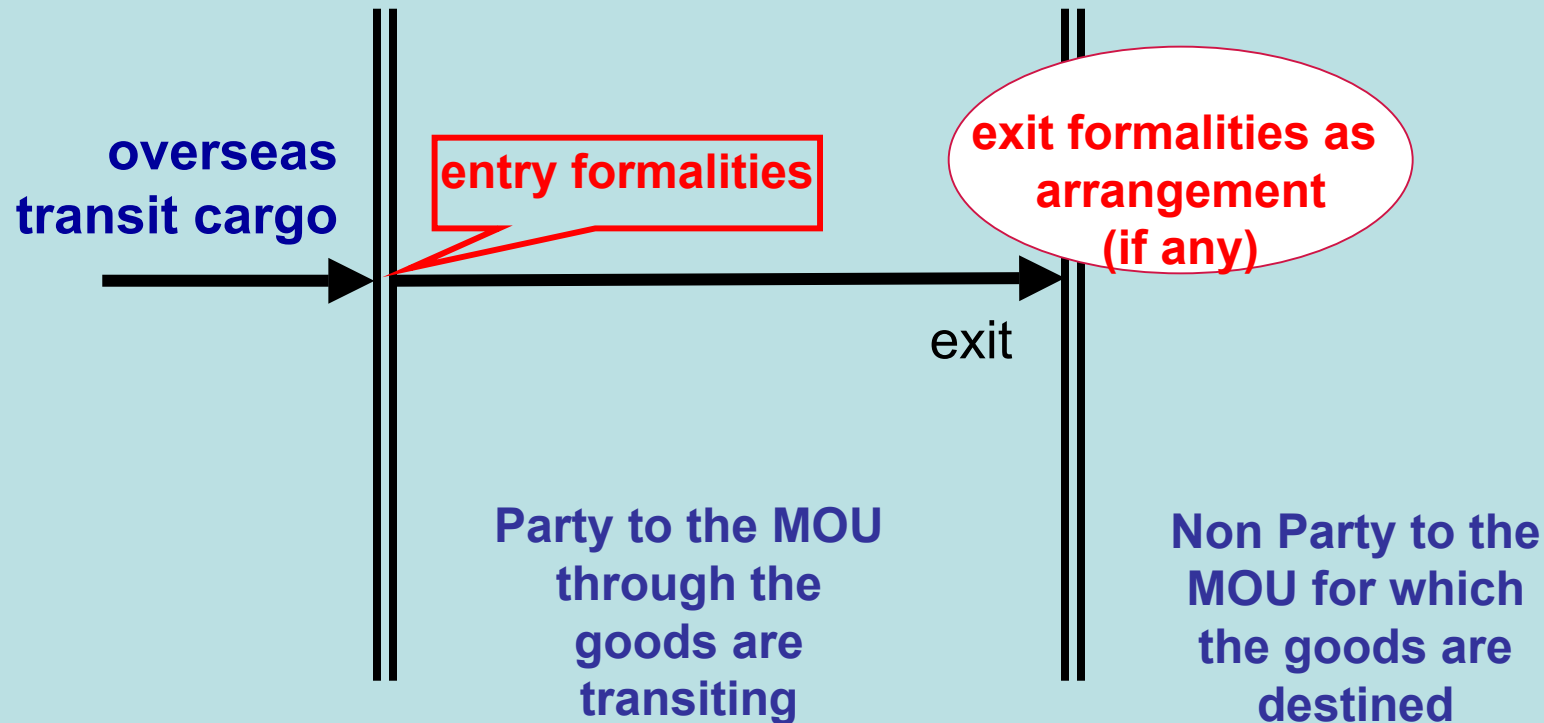 overseas
transit cargo
entry formalities
exit formalities as
arrangement
(if any)
exit
Party to the MOU
through the
goods are
transiting
Non Party to the
MOU for which
the goods are
destined